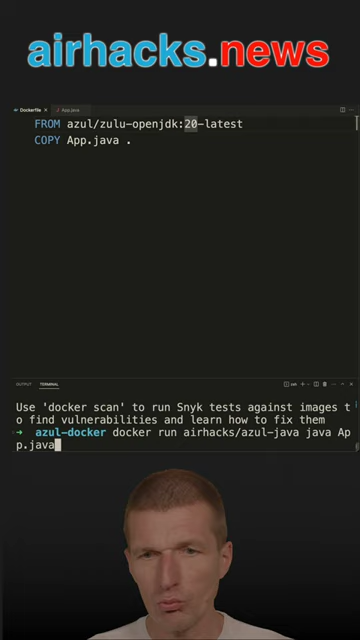 airhacks.news
Dockerfile App.java
FROM azul/zulu-openjdk:20-latest
COPY App.java .
OUTPUT TERMINAL zsh
Use 'docker scan' to run Snyk tests against images t
o find vulnerabilities and learn how to fix them
➜ azul-docker docker run airhacks/azul-java java Ap
p.java